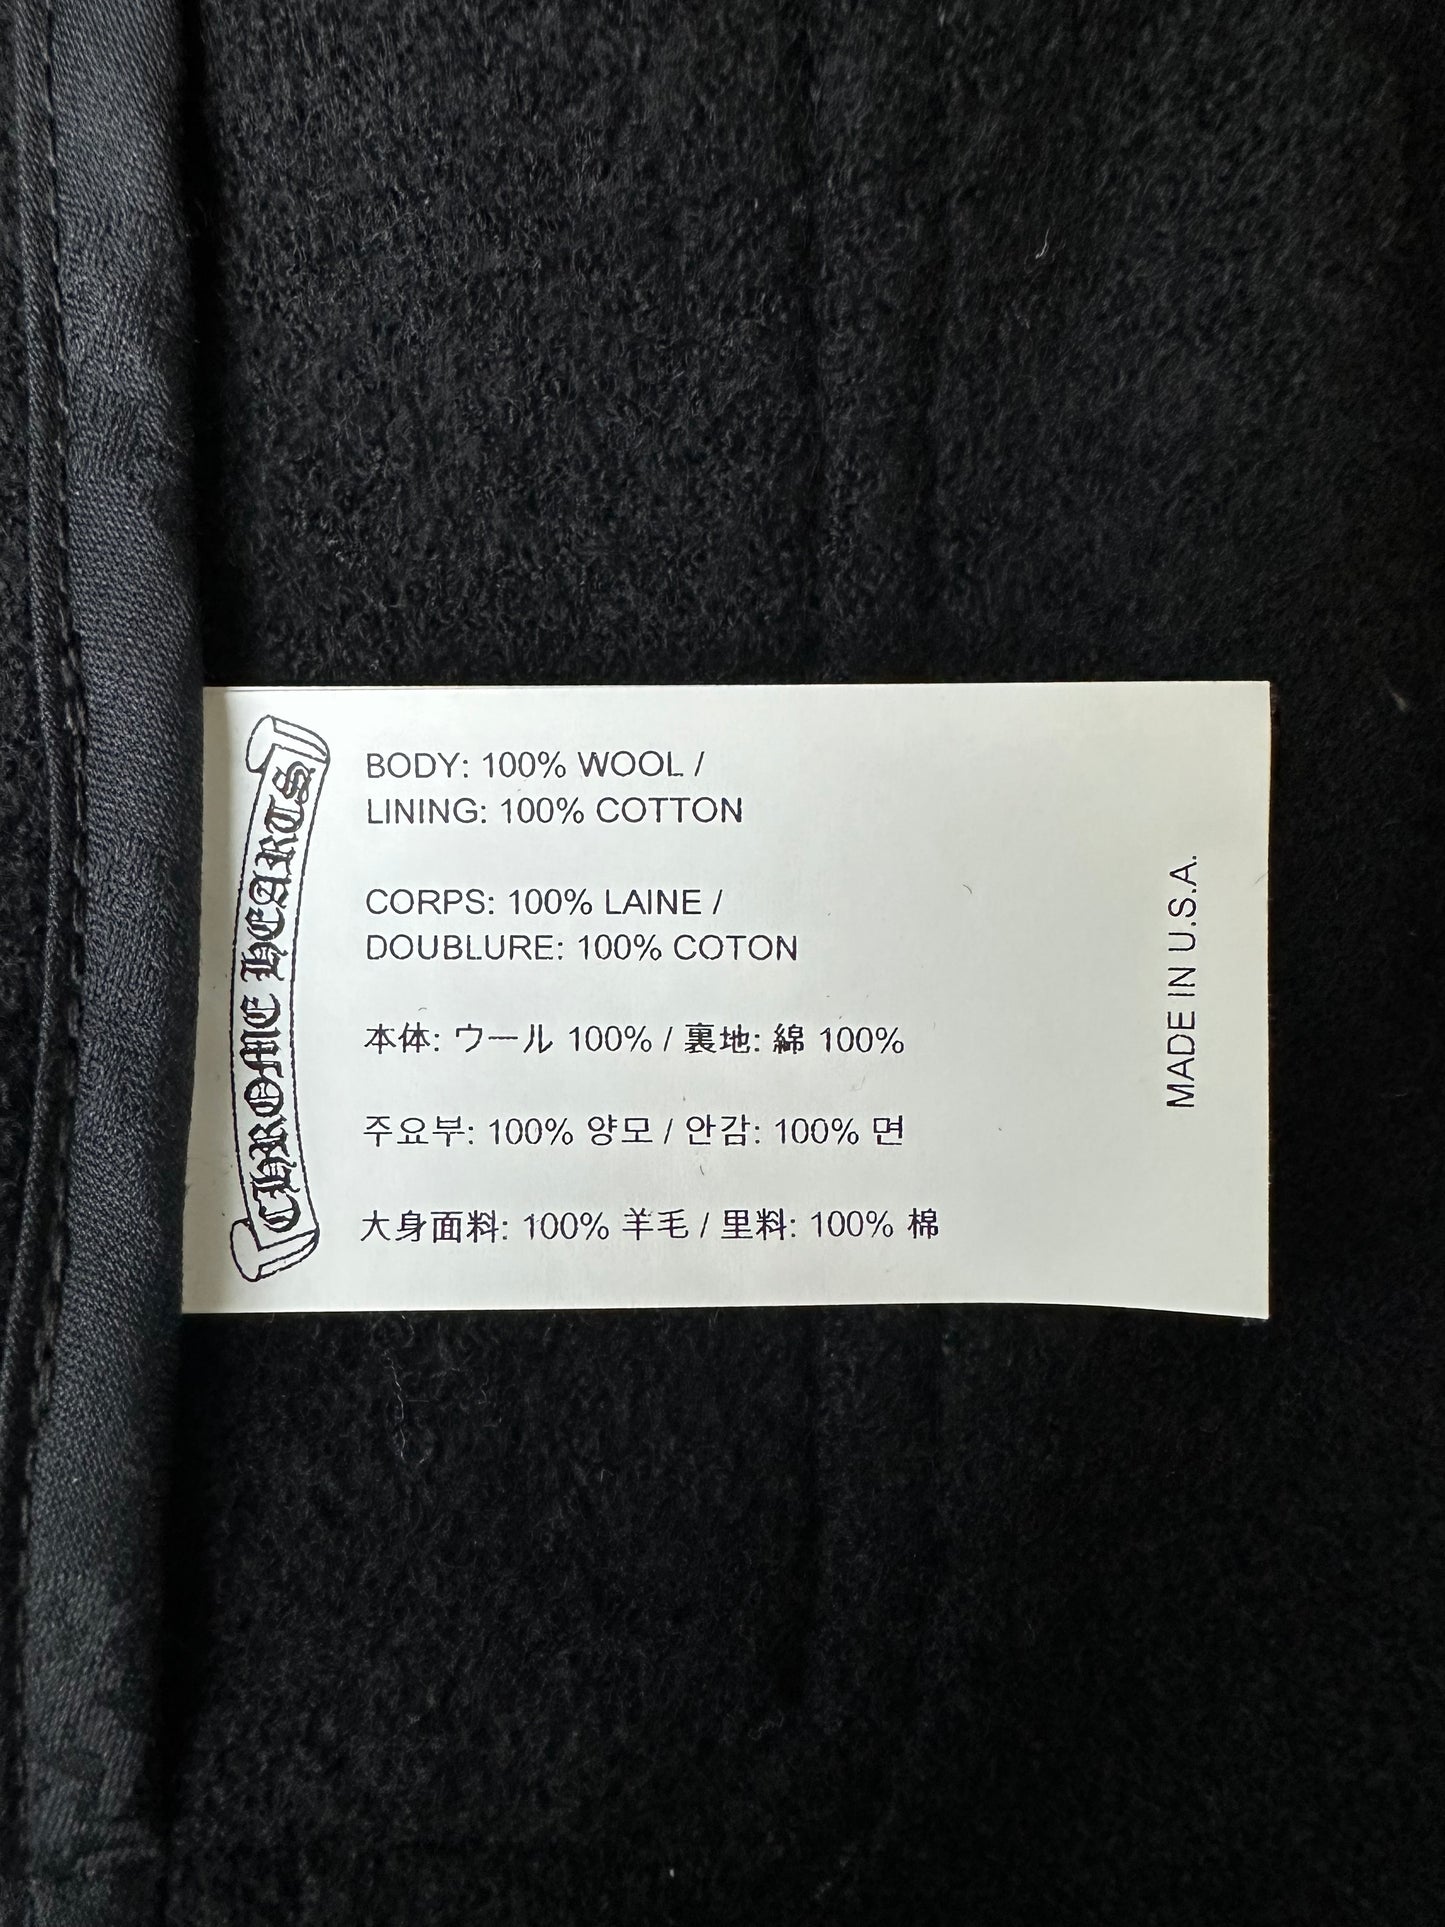 CHROME HEARTS
BODY: 100% WOOL /
LINING: 100% COTTON
CORPS: 100% LAINE /
DOUBLURE: 100% COTON
本体: ウール 100% / 裏地: 綿 100%
주요부: 100% 양모 / 안감: 100% 면
大身面料: 100% 羊毛 / 里料: 100% 棉
MADE IN U.S.A.